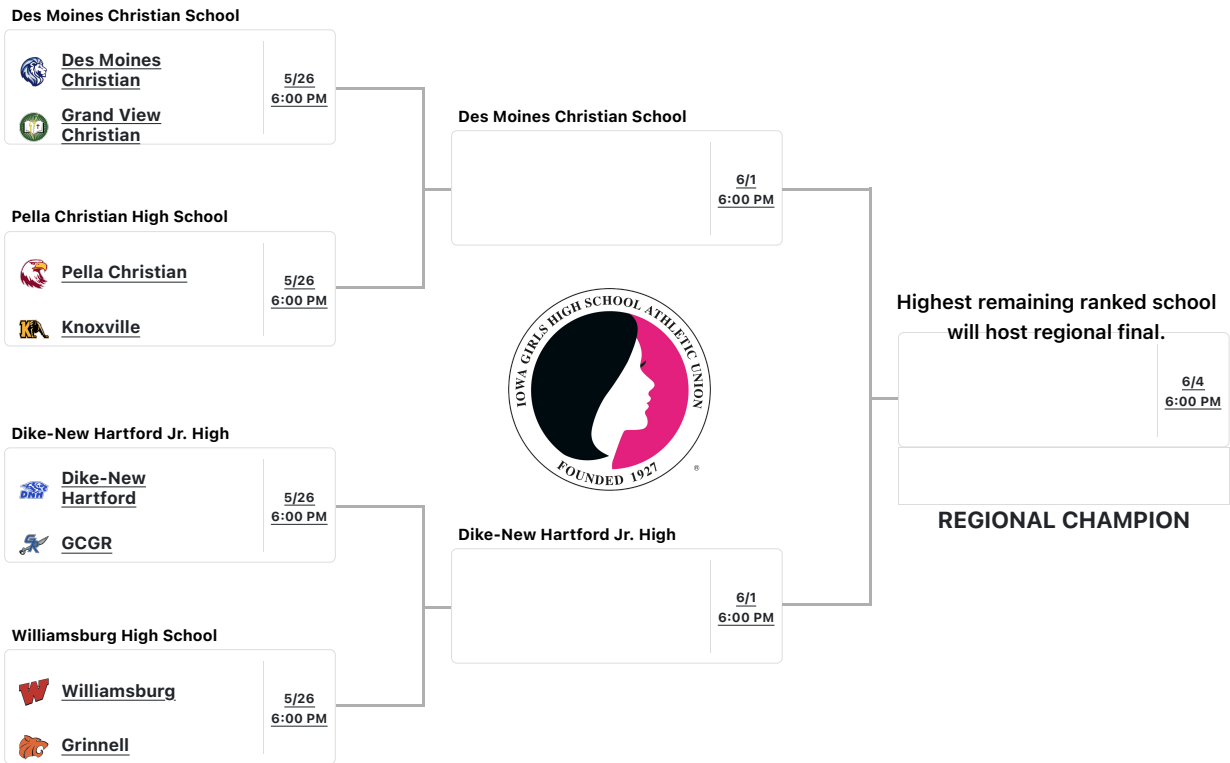 Des Moines Christian School
Des Moines
Christian
5/26
6:00 PM
Grand View
Christian
Pella Christian High School
Pella Christian
5/26
6:00 PM
Knoxville
Dike-New Hartford Jr. High
DNH
Dike-New
Hartford
5/26
6:00 PM
GCGR
Williamsburg High School
W
Williamsburg
5/26
6:00 PM
Grinnell
Des Moines Christian School
6/1
6:00 PM
IOWA GIRLS HIGH SCHOOL ATHLETIC UNION
FOUNDED 1927
®
Dike-New Hartford Jr. High
6/1
6:00 PM
Highest remaining ranked school
will host regional final.
6/4
6:00 PM
REGIONAL CHAMPION